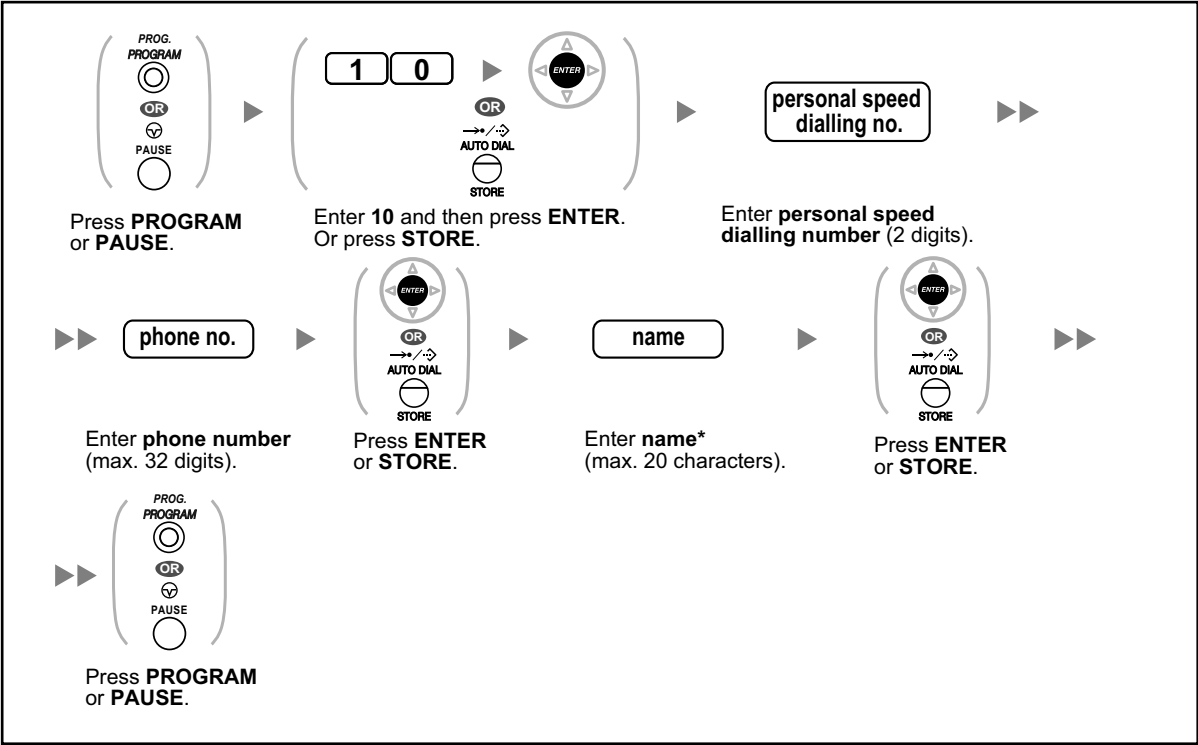 PROG.
PROGRAM
OR
PAUSE
Press PROGRAM
or PAUSE.
1 0
ENTER
OR
AUTO DIAL
STORE
Enter 10 and then press ENTER.
Or press STORE.
personal speed
dialling no.
Enter personal speed
dialling number (2 digits).
phone no.
Enter phone number
(max. 32 digits).
ENTER
OR
AUTO DIAL
STORE
Press ENTER
or STORE.
name
Enter name*
(max. 20 characters).
ENTER
OR
AUTO DIAL
STORE
Press ENTER
or STORE.
PROG.
PROGRAM
OR
PAUSE
Press PROGRAM
or PAUSE.